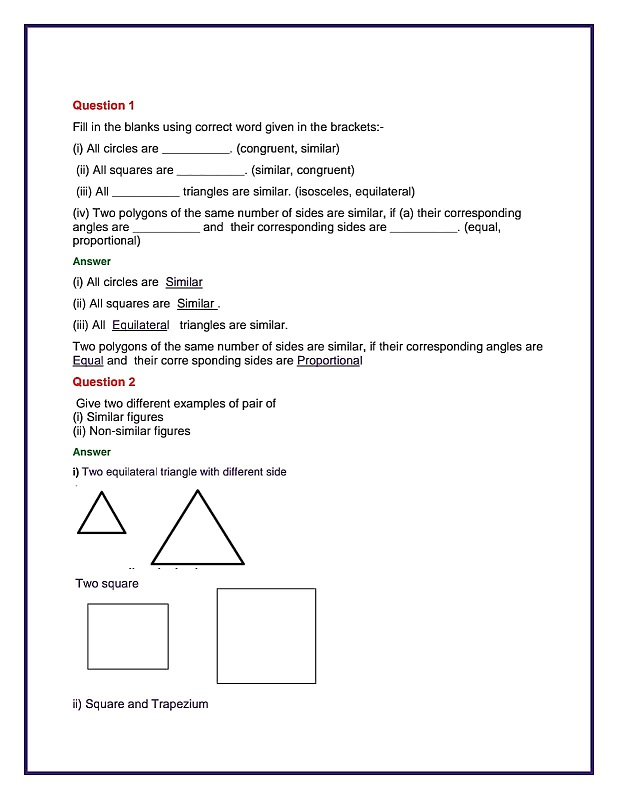 Question 1
Fill in the blanks using correct word given in the brackets:-
(i) All circles are __________. (congruent, similar)
(ii) All squares are __________. (similar, congruent)
(iii) All __________ triangles are similar. (isosceles, equilateral)
(iv) Two polygons of the same number of sides are similar, if (a) their corresponding
angles are __________ and  their corresponding sides are __________. (equal,
proportional)
Answer
(i) All circles are  Similar
(ii) All squares are  Similar .
(iii) All  Equilateral   triangles are similar.
Two polygons of the same number of sides are similar, if their corresponding angles are
Equal and  their corre sponding sides are Proportional
Question 2
Give two different examples of pair of
(i) Similar figures
(ii) Non-similar figures
Answer
i) Two equilateral triangle with different side
Two square
ii) Square and Trapezium